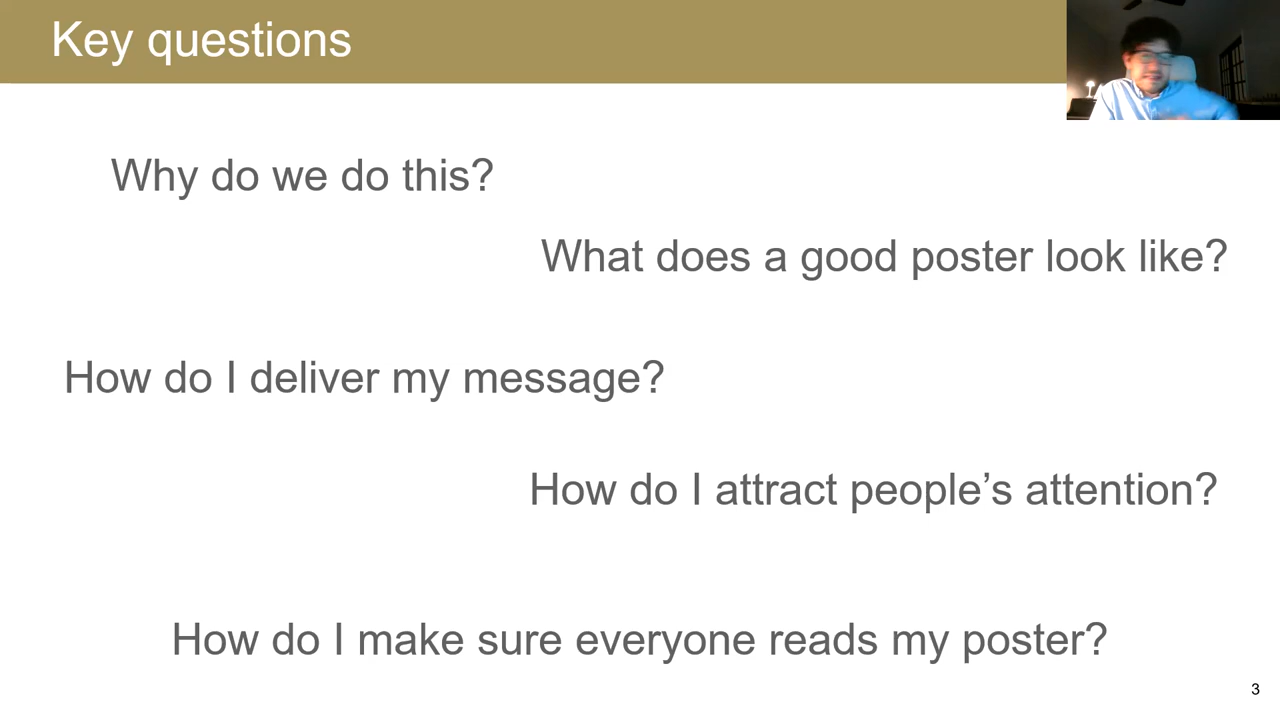 Key questions
Why do we do this?
What does a good poster look like?
How do I deliver my message?
How do I attract people’s attention?
How do I make sure everyone reads my poster?
3